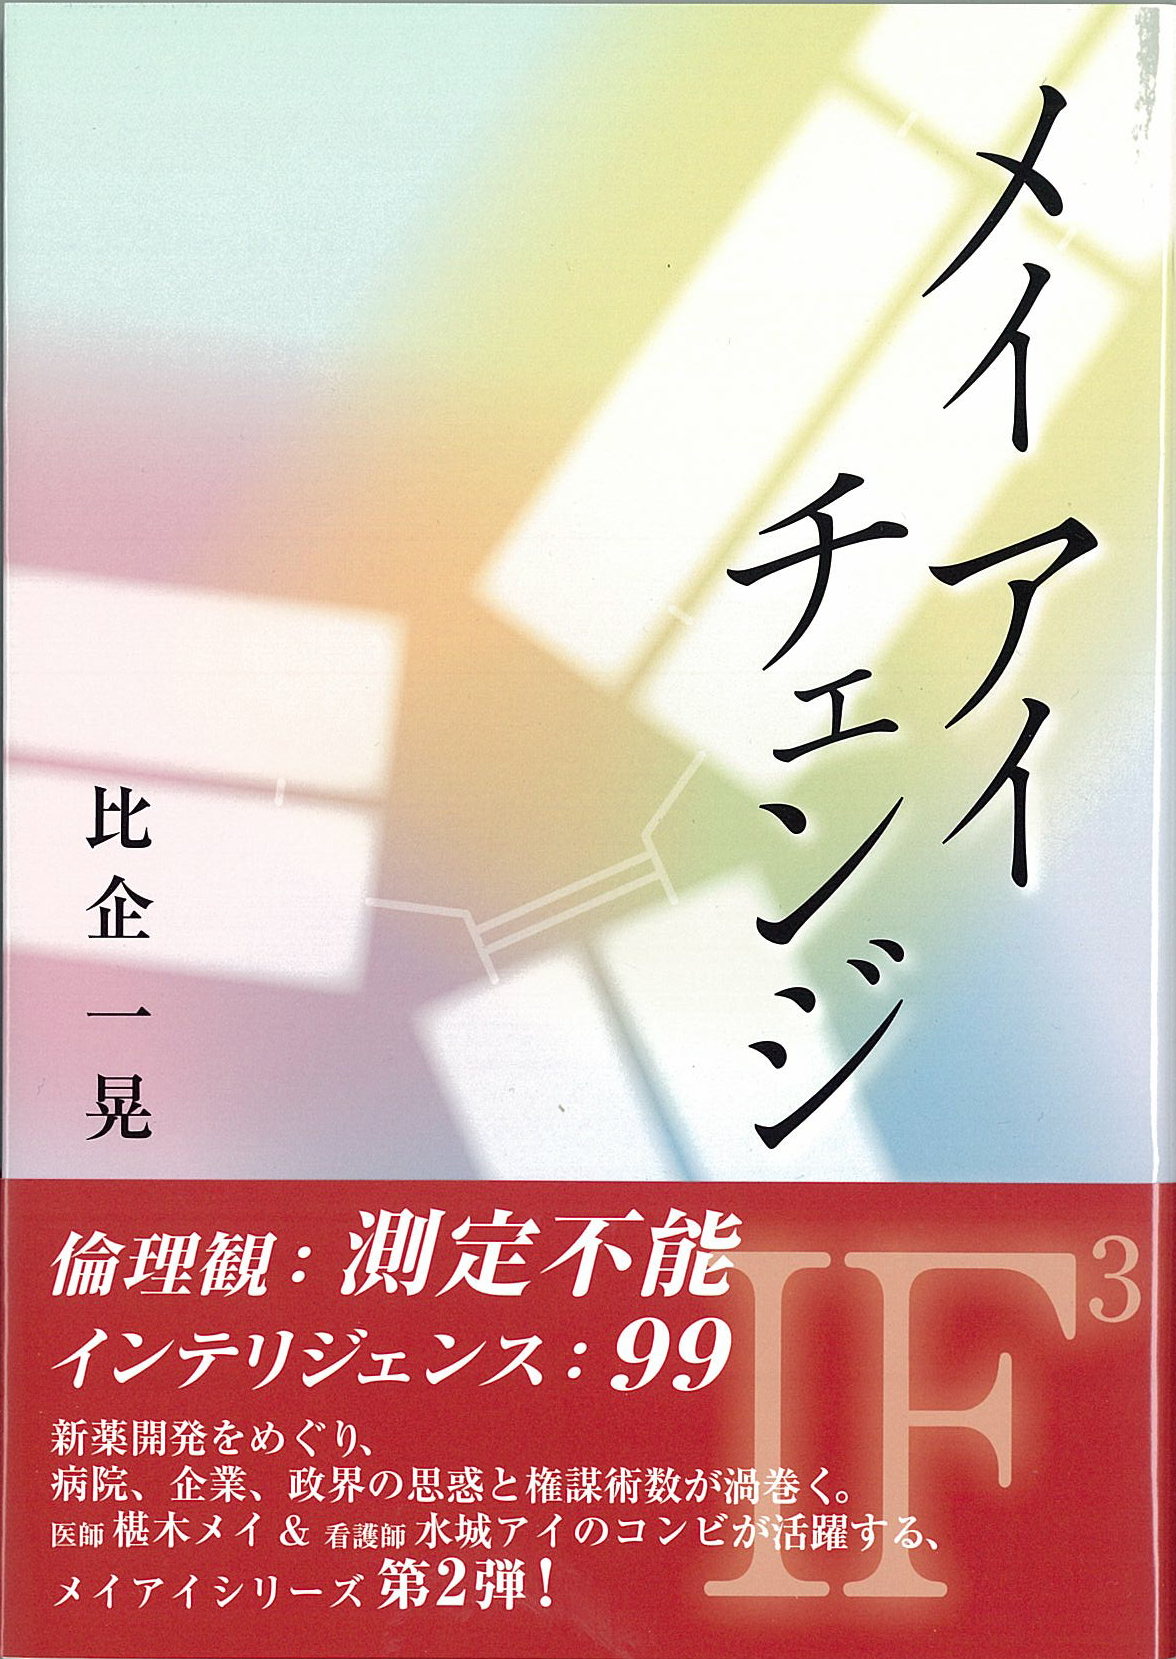 メイ アイ
チェンジ
比企一晃
倫理観：測定不能
インテリジェンス：99
IF³
新薬開発をめぐり、
病院、企業、政界の思惑と権謀術数が渦巻く。
医師 椹木メイ & 看護師 水城アイのコンビが活躍する、
メイアイシリーズ 第2弾！